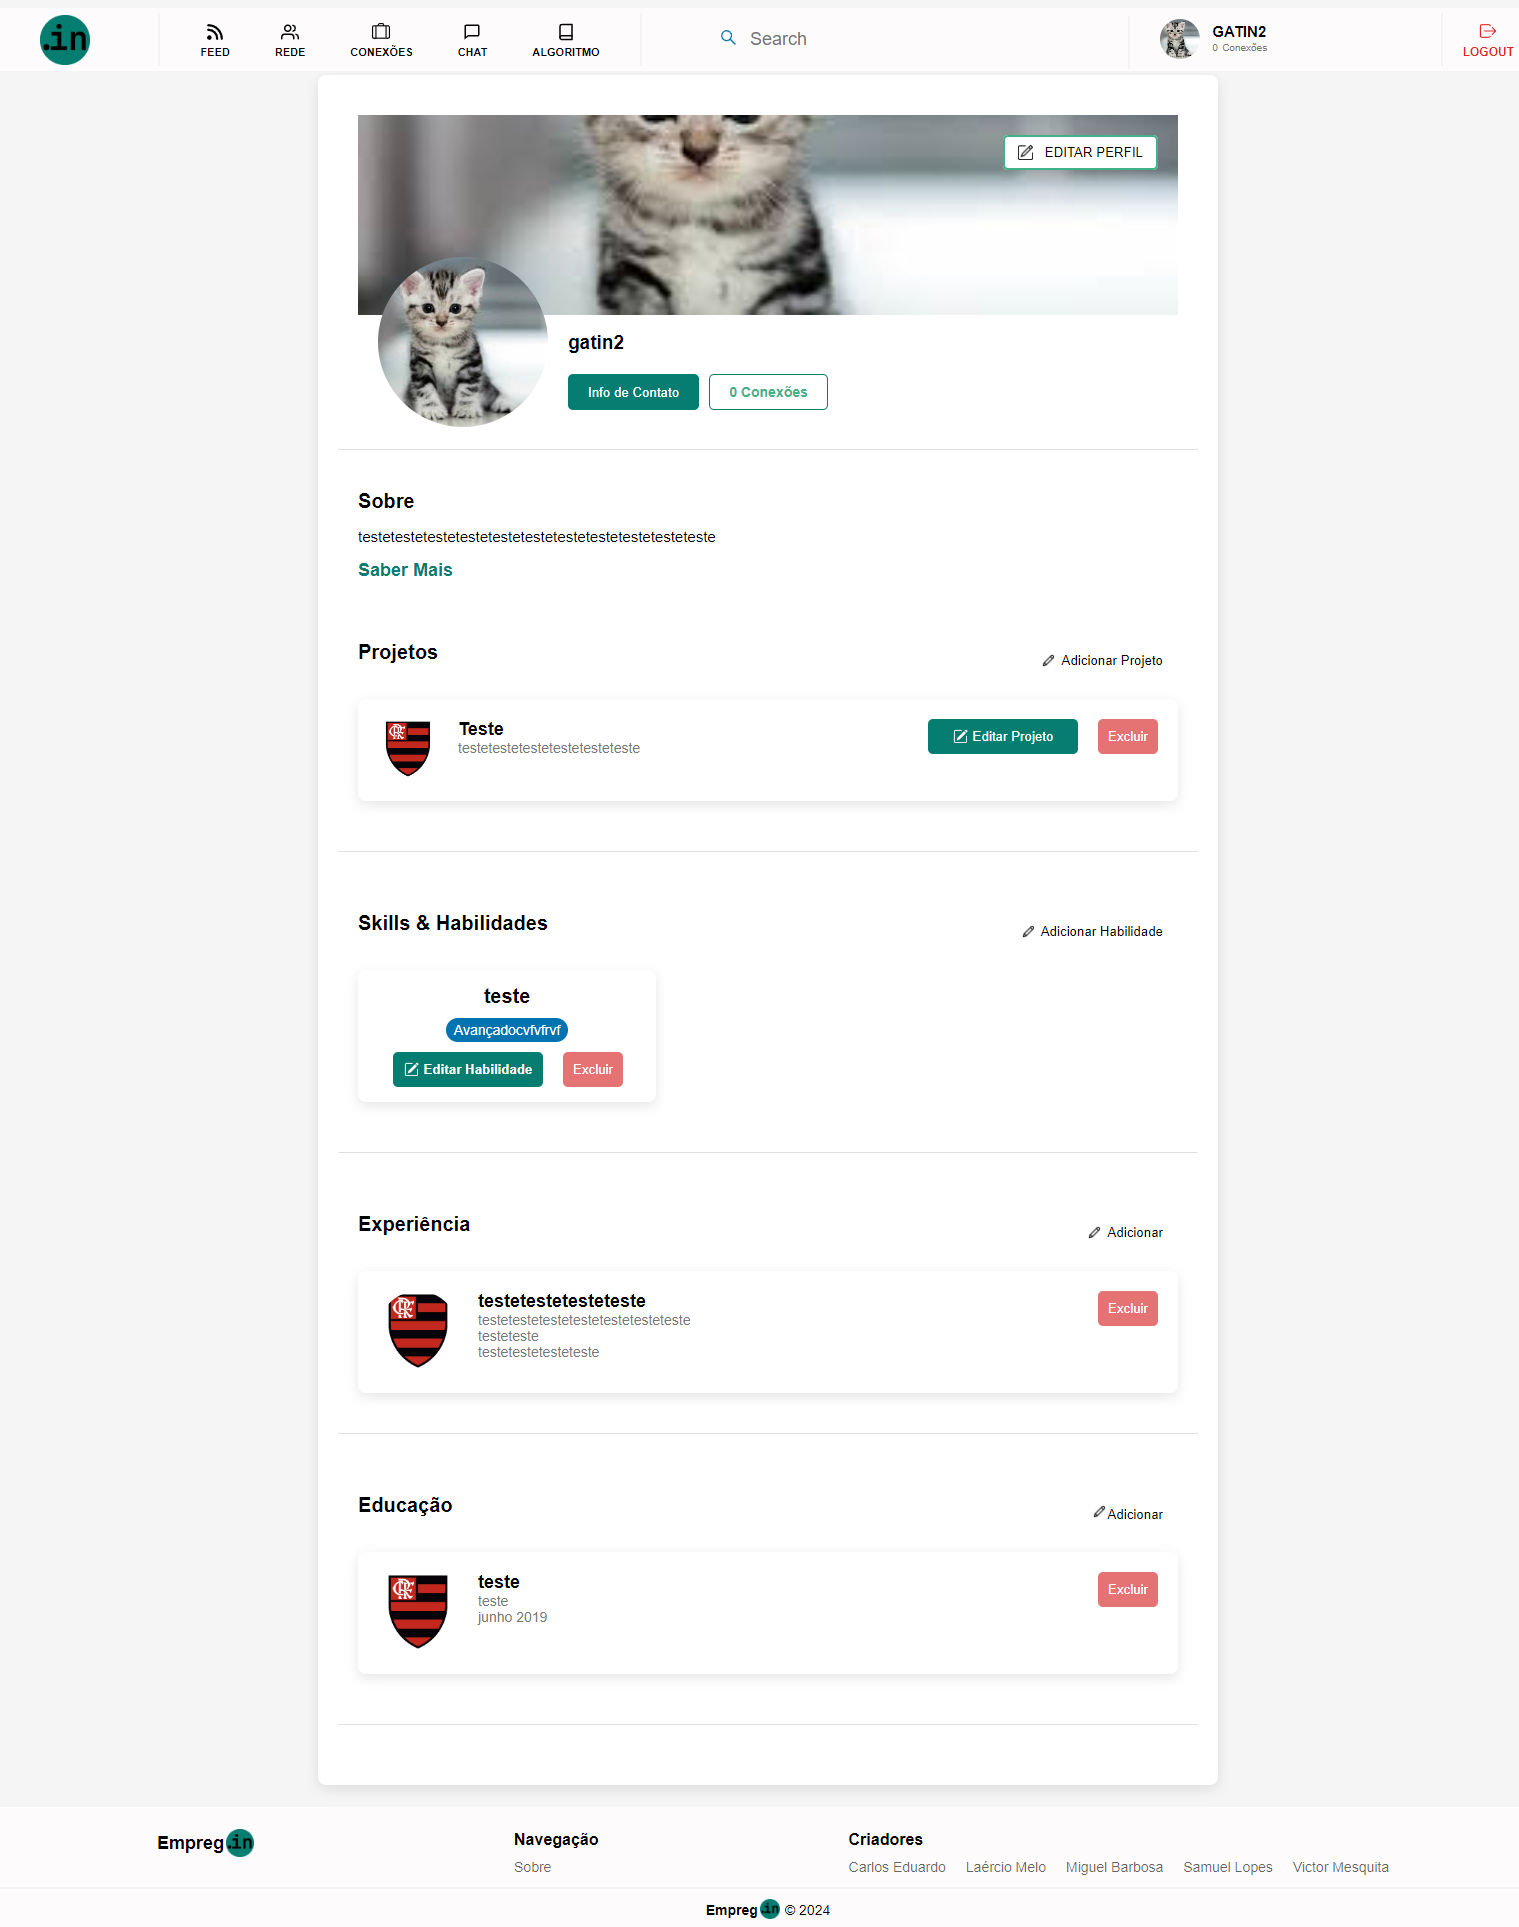 .in
FEED
REDE
CONEXÕES
CHAT
ALGORITMO
Search
GATIN2
0 Conexões
LOGOUT
EDITAR PERFIL
gatin2
Info de Contato
0 Conexões
Sobre
testetestetestetestetestetestetestetestetestetesteteste
Saber Mais
Projetos
Adicionar Projeto
Teste
testetestetestetestetesteteste
Editar Projeto
Excluir
Skills & Habilidades
Adicionar Habilidade
teste
Avançadocvfvfrvf
Editar Habilidade
Excluir
Experiência
Adicionar
testetestetesteteste
testetestetestetestetestetesteteste
testeteste
testetestetesteteste
Excluir
Educação
Adicionar
teste
teste
junho 2019
Excluir
Empreg.in
Navegação
Sobre
Criadores
Carlos Eduardo Laércio Melo Miguel Barbosa Samuel Lopes Victor Mesquita
Empreg.in © 2024